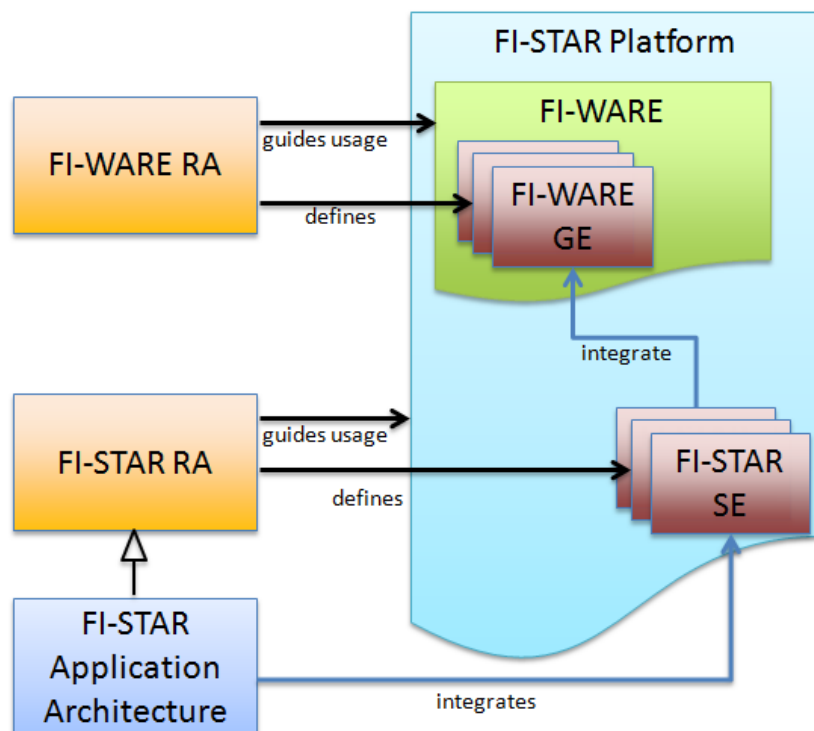 FI-STAR Platform
FI-WARE
FI-WARE RA
guides usage
defines
FI-WARE
GE
integrate
FI-STAR RA
guides usage
defines
FI-STAR
SE
FI-STAR
Application
Architecture
integrates